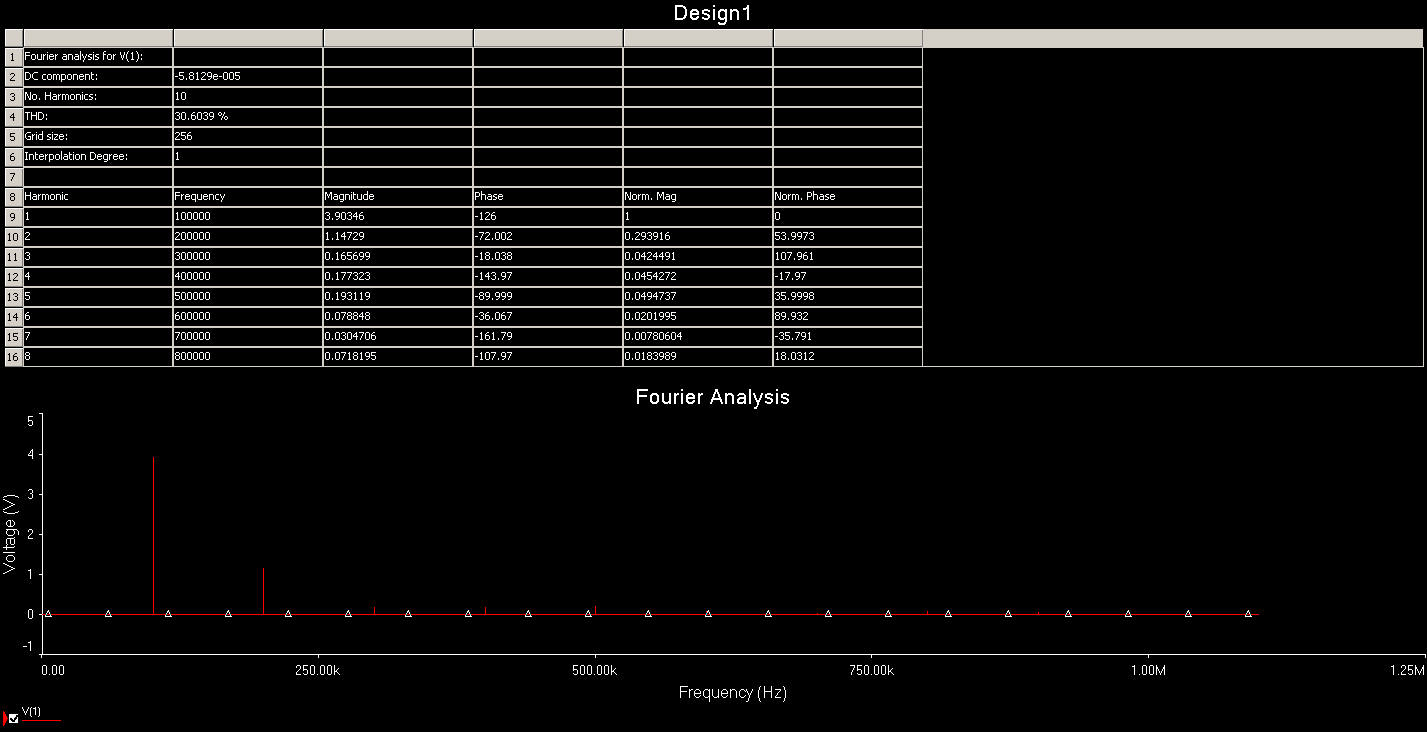 Design1
1 Fourier analysis for V(1):
2 DC component: -5.8129e-005
3 No. Harmonics: 10
4 THD: 30.6039 %
5 Grid size: 256
6 Interpolation Degree: 1
7
8 Harmonic Frequency Magnitude Phase Norm. Mag Norm. Phase
9 1 100000 3.90346 -126 1 0
10 2 200000 1.14729 -72.002 0.293916 53.9973
11 3 300000 0.165699 -18.038 0.0424491 107.961
12 4 400000 0.177323 -143.97 0.0454272 -17.97
13 5 500000 0.193119 -89.999 0.0494737 35.9998
14 6 600000 0.078848 -36.067 0.0201995 89.932
15 7 700000 0.0304706 -161.79 0.00780604 -35.791
16 8 800000 0.0718195 -107.97 0.0183989 18.0312
Fourier Analysis
5
4
3
2
1
0
-1
Voltage (V)
0.00 250.00k 500.00k 750.00k 1.00M 1.25M
Frequency (Hz)
V(1)